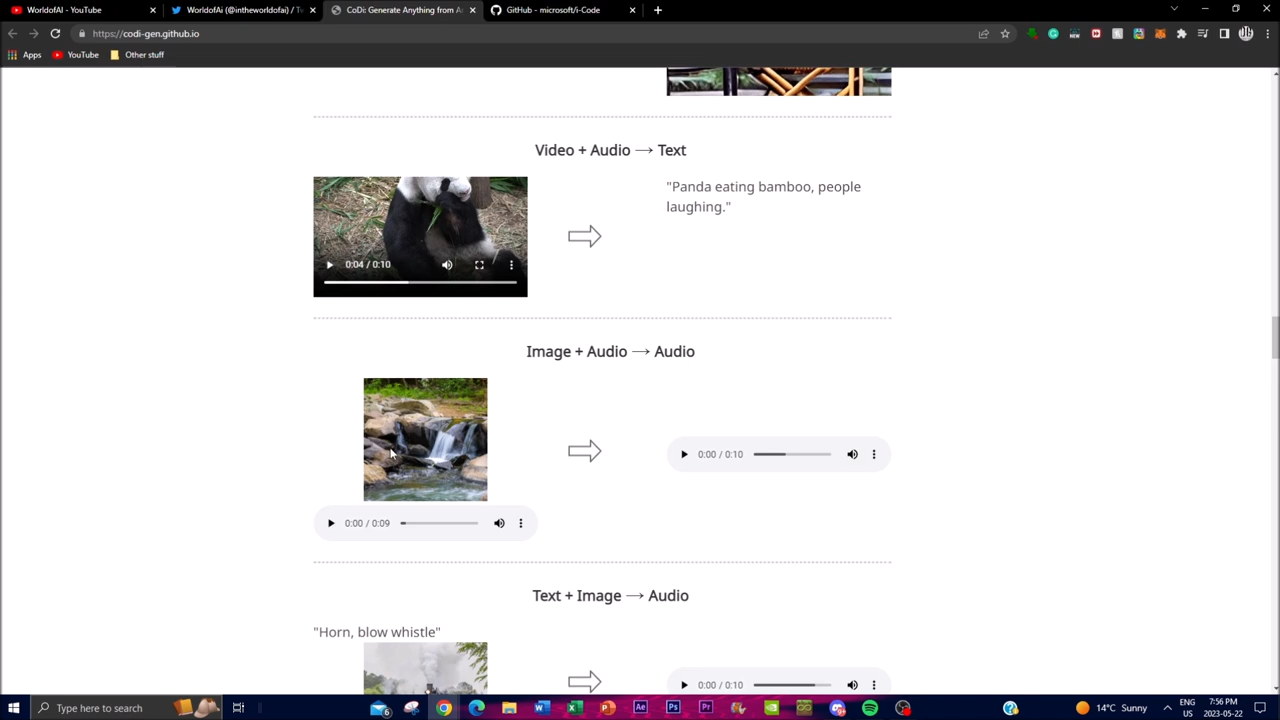 WorldofAI - YouTube
WorldofAi (@intheworldofai) / Tw
CoDi: Generate Anything from A
GitHub - microsoft/i-Code
https://codi-gen.github.io
Apps
YouTube
Other stuff
Video + Audio → Text
"Panda eating bamboo, people
laughing."
0:04 / 0:10
Image + Audio → Audio
0:00 / 0:10
0:00 / 0:09
Text + Image → Audio
"Horn, blow whistle"
0:00 / 0:10
Type here to search
14°C Sunny
ENG
US
7:56 PM
2023-05-22